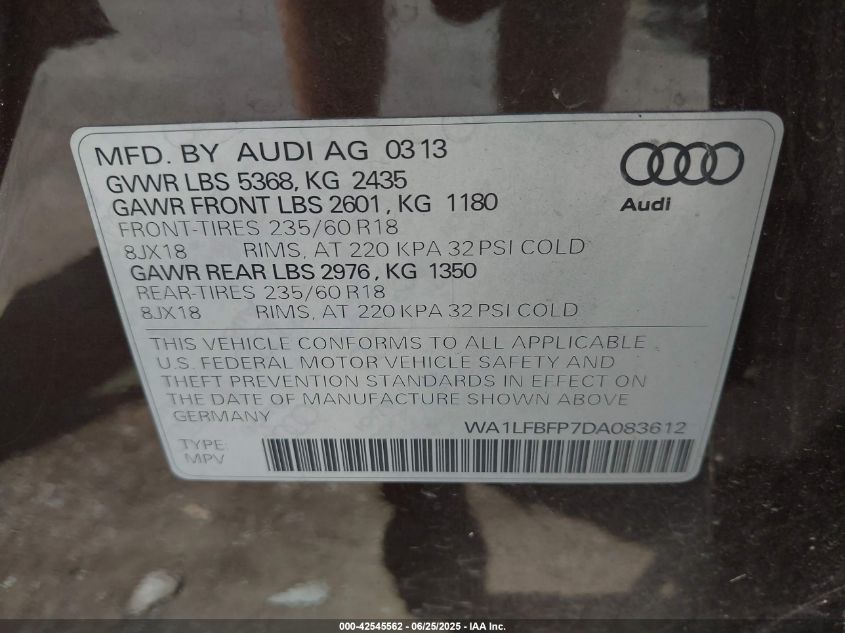 MFD. BY AUDI AG 03 13
GVWR LBS 5368, KG 2435
GAWR FRONT LBS 2601, KG 1180
FRONT-TIRES 235/60 R18
8JX18 RIMS, AT 220 KPA 32 PSI COLD
GAWR REAR LBS 2976, KG 1350
REAR-TIRES 235/60 R18
8JX18 RIMS, AT 220 KPA 32 PSI COLD
Audi
THIS VEHICLE CONFORMS TO ALL APPLICABLE
U.S. FEDERAL MOTOR VEHICLE SAFETY AND
THEFT PREVENTION STANDARDS IN EFFECT ON
THE DATE OF MANUFACTURE SHOWN ABOVE
GERMANY
WA1LFBFP7DA083612
TYPE:
MPV
000-42545562 - 06/25/2025 - IAA Inc.